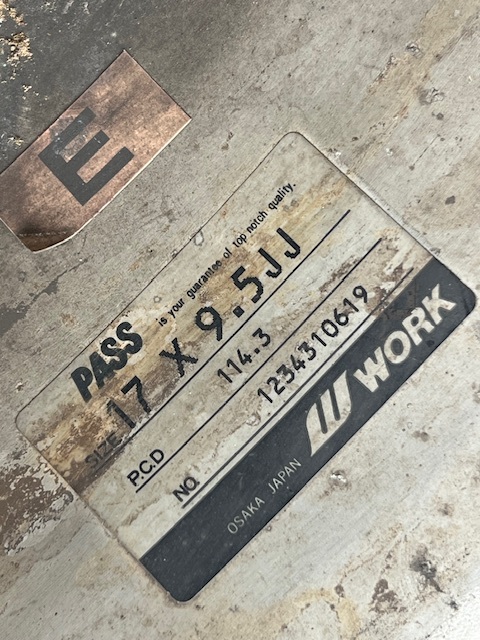 E
PASS is your guarantee of top notch quality.
SIZE 17 X 9.5JJ
P.C.D 114.3
NO. 1234310619
OSAKA JAPAN WORK